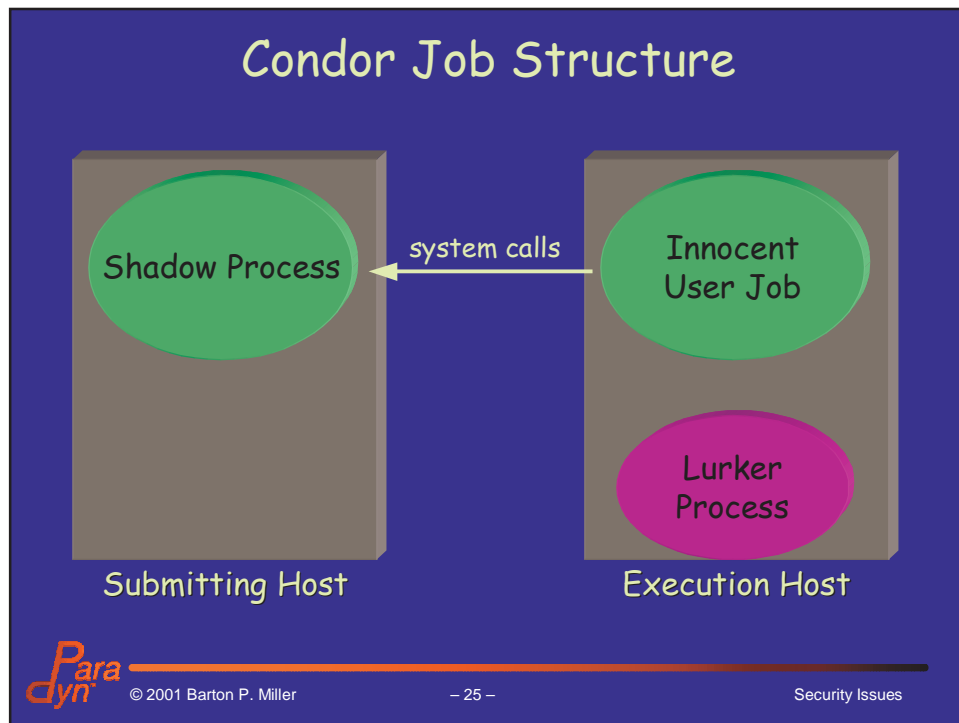 Condor Job Structure
Shadow Process
system calls
Innocent
User Job
Lurker
Process
Submitting Host
Execution Host
Para
dyn™
© 2001 Barton P. Miller
– 25 –
Security Issues